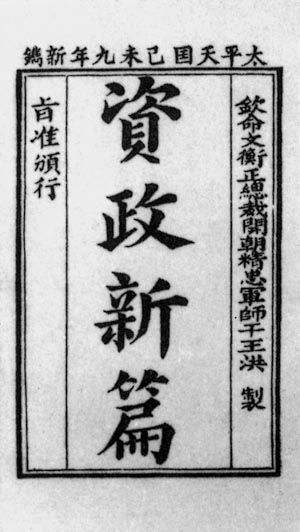 太平天囯己未九年新鐫
欽命文衡正總裁開朝精忠軍師干王洪 製
資政新篇
旨准頒行